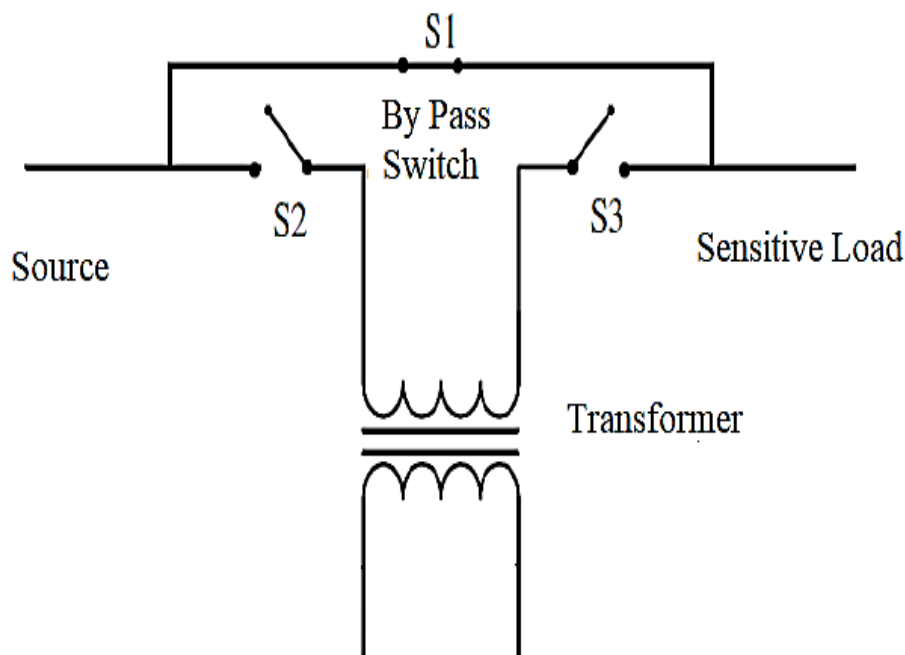 S1
By Pass
Switch
S2
S3
Source
Sensitive Load
Transformer